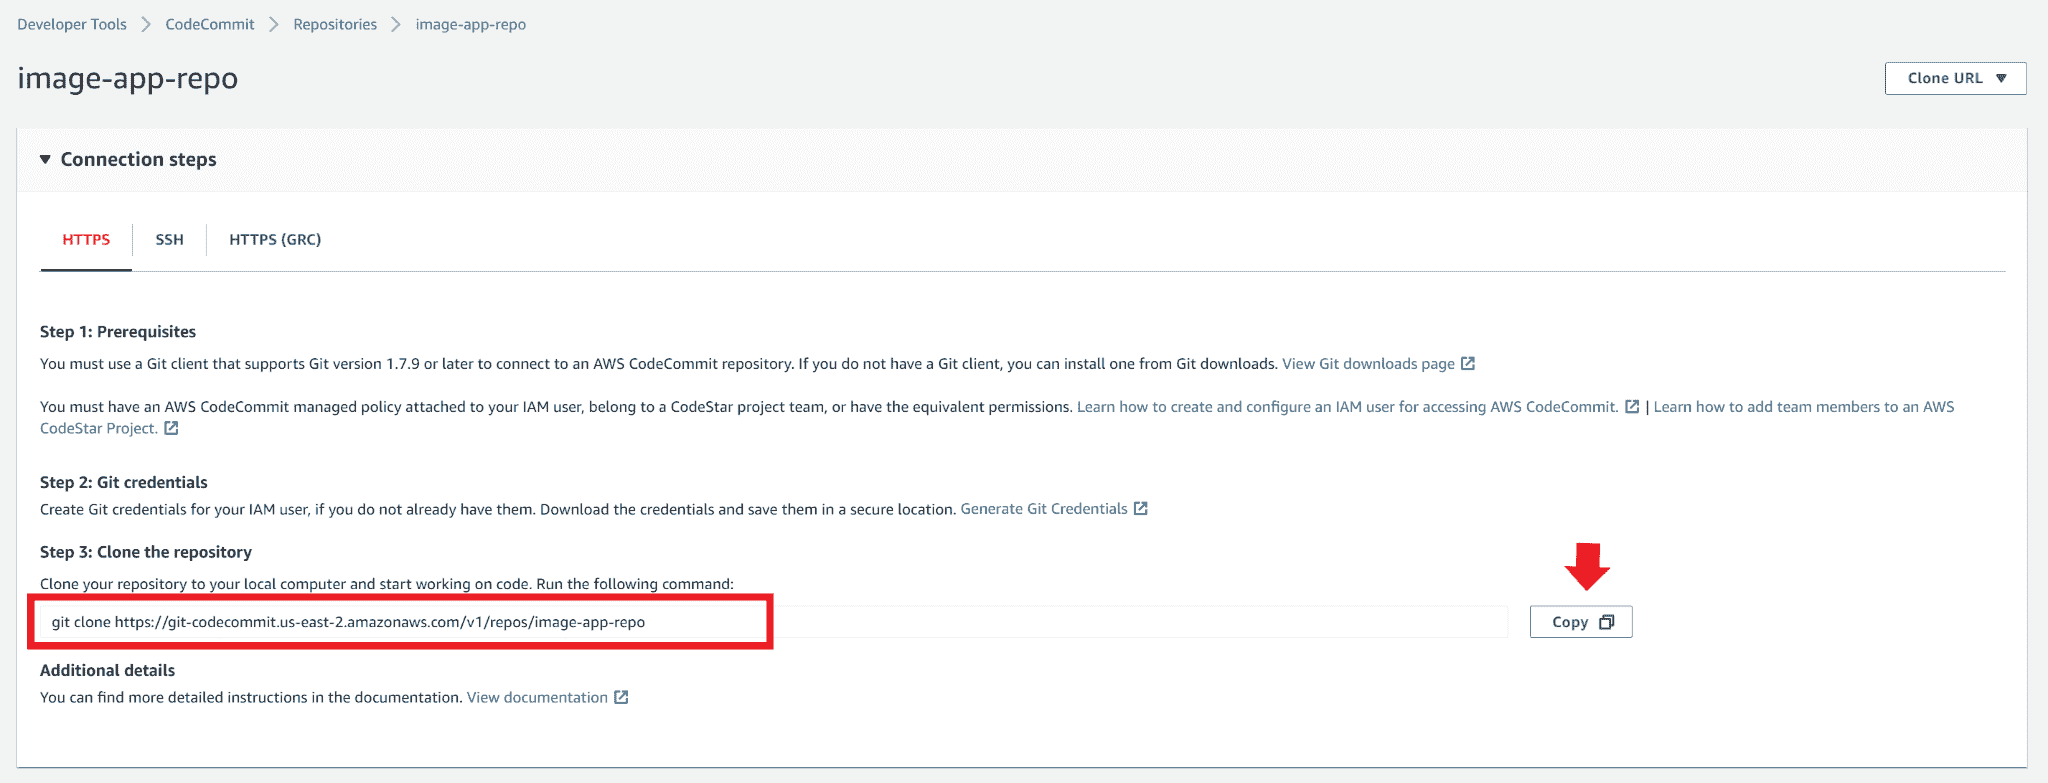 Developer Tools > CodeCommit > Repositories > image-app-repo
image-app-repo
Clone URL ▼
▼ Connection steps
HTTPS
SSH
HTTPS (GRC)
Step 1: Prerequisites
You must use a Git client that supports Git version 1.7.9 or later to connect to an AWS CodeCommit repository. If you do not have a Git client, you can install one from Git downloads. View Git downloads page
You must have an AWS CodeCommit managed policy attached to your IAM user, belong to a CodeStar project team, or have the equivalent permissions. Learn how to create and configure an IAM user for accessing AWS CodeCommit. | Learn how to add team members to an AWS
CodeStar Project.
Step 2: Git credentials
Create Git credentials for your IAM user, if you do not already have them. Download the credentials and save them in a secure location. Generate Git Credentials
Step 3: Clone the repository
Clone your repository to your local computer and start working on code. Run the following command:
git clone https://git-codecommit.us-east-2.amazonaws.com/v1/repos/image-app-repo
Copy
Additional details
You can find more detailed instructions in the documentation. View documentation